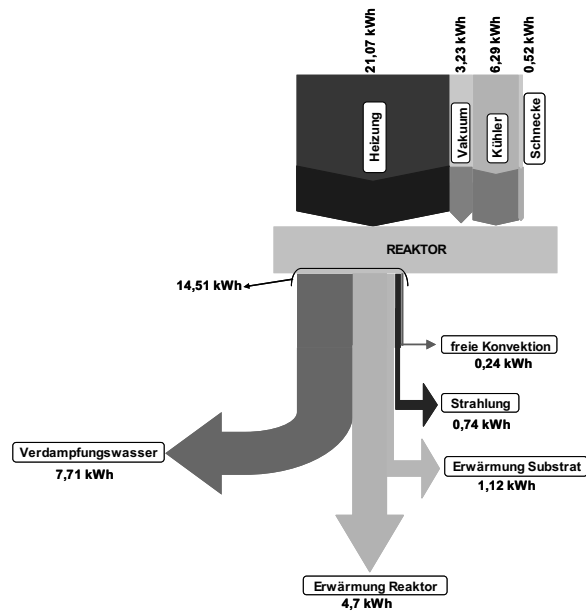 21,07 kWh
3,23 kWh
6,29 kWh
0,52 kWh
Heizung
Vakuum
Kühler
Schnecke
REAKTOR
14,51 kWh
freie Konvektion
0,24 kWh
Strahlung
0,74 kWh
Verdampfungswasser
7,71 kWh
Erwärmung Substrat
1,12 kWh
Erwärmung Reaktor
4,7 kWh